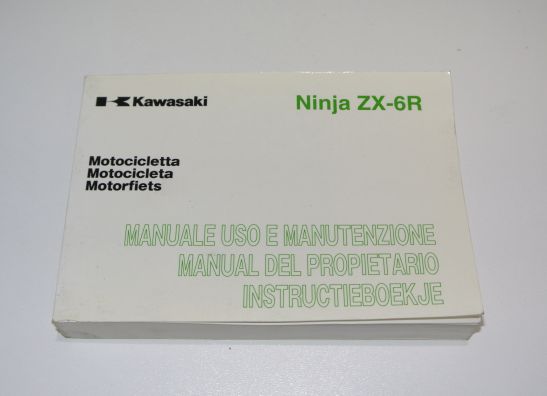 Kawasaki
Ninja ZX-6R
Motocicletta
Motocicleta
Motorfiets
MANUALE USO E MANUTENZIONE
MANUAL DEL PROPIETARIO
INSTRUCTIEBOEKJE